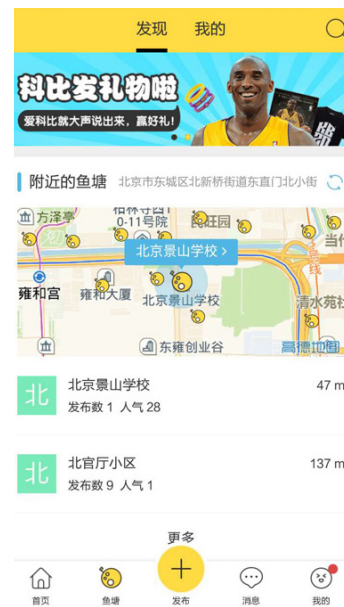 发现 我的
科比发礼物啦
爱科比就大声说出来，赢好礼!
附近的鱼塘 北京市东城区北新桥街道东直门北小街
方泽亭
0-11号院
民旺园
北京景山学校 >
雍和宫
雍和大厦
北京景山学校
清水苑社
东雍创业谷
高德地图
北
北京景山学校
47 m
发布数 1 人气 28
北
北官厅小区
137 m
发布数 9 人气 1
更多
首页 鱼塘 发布 消息 我的